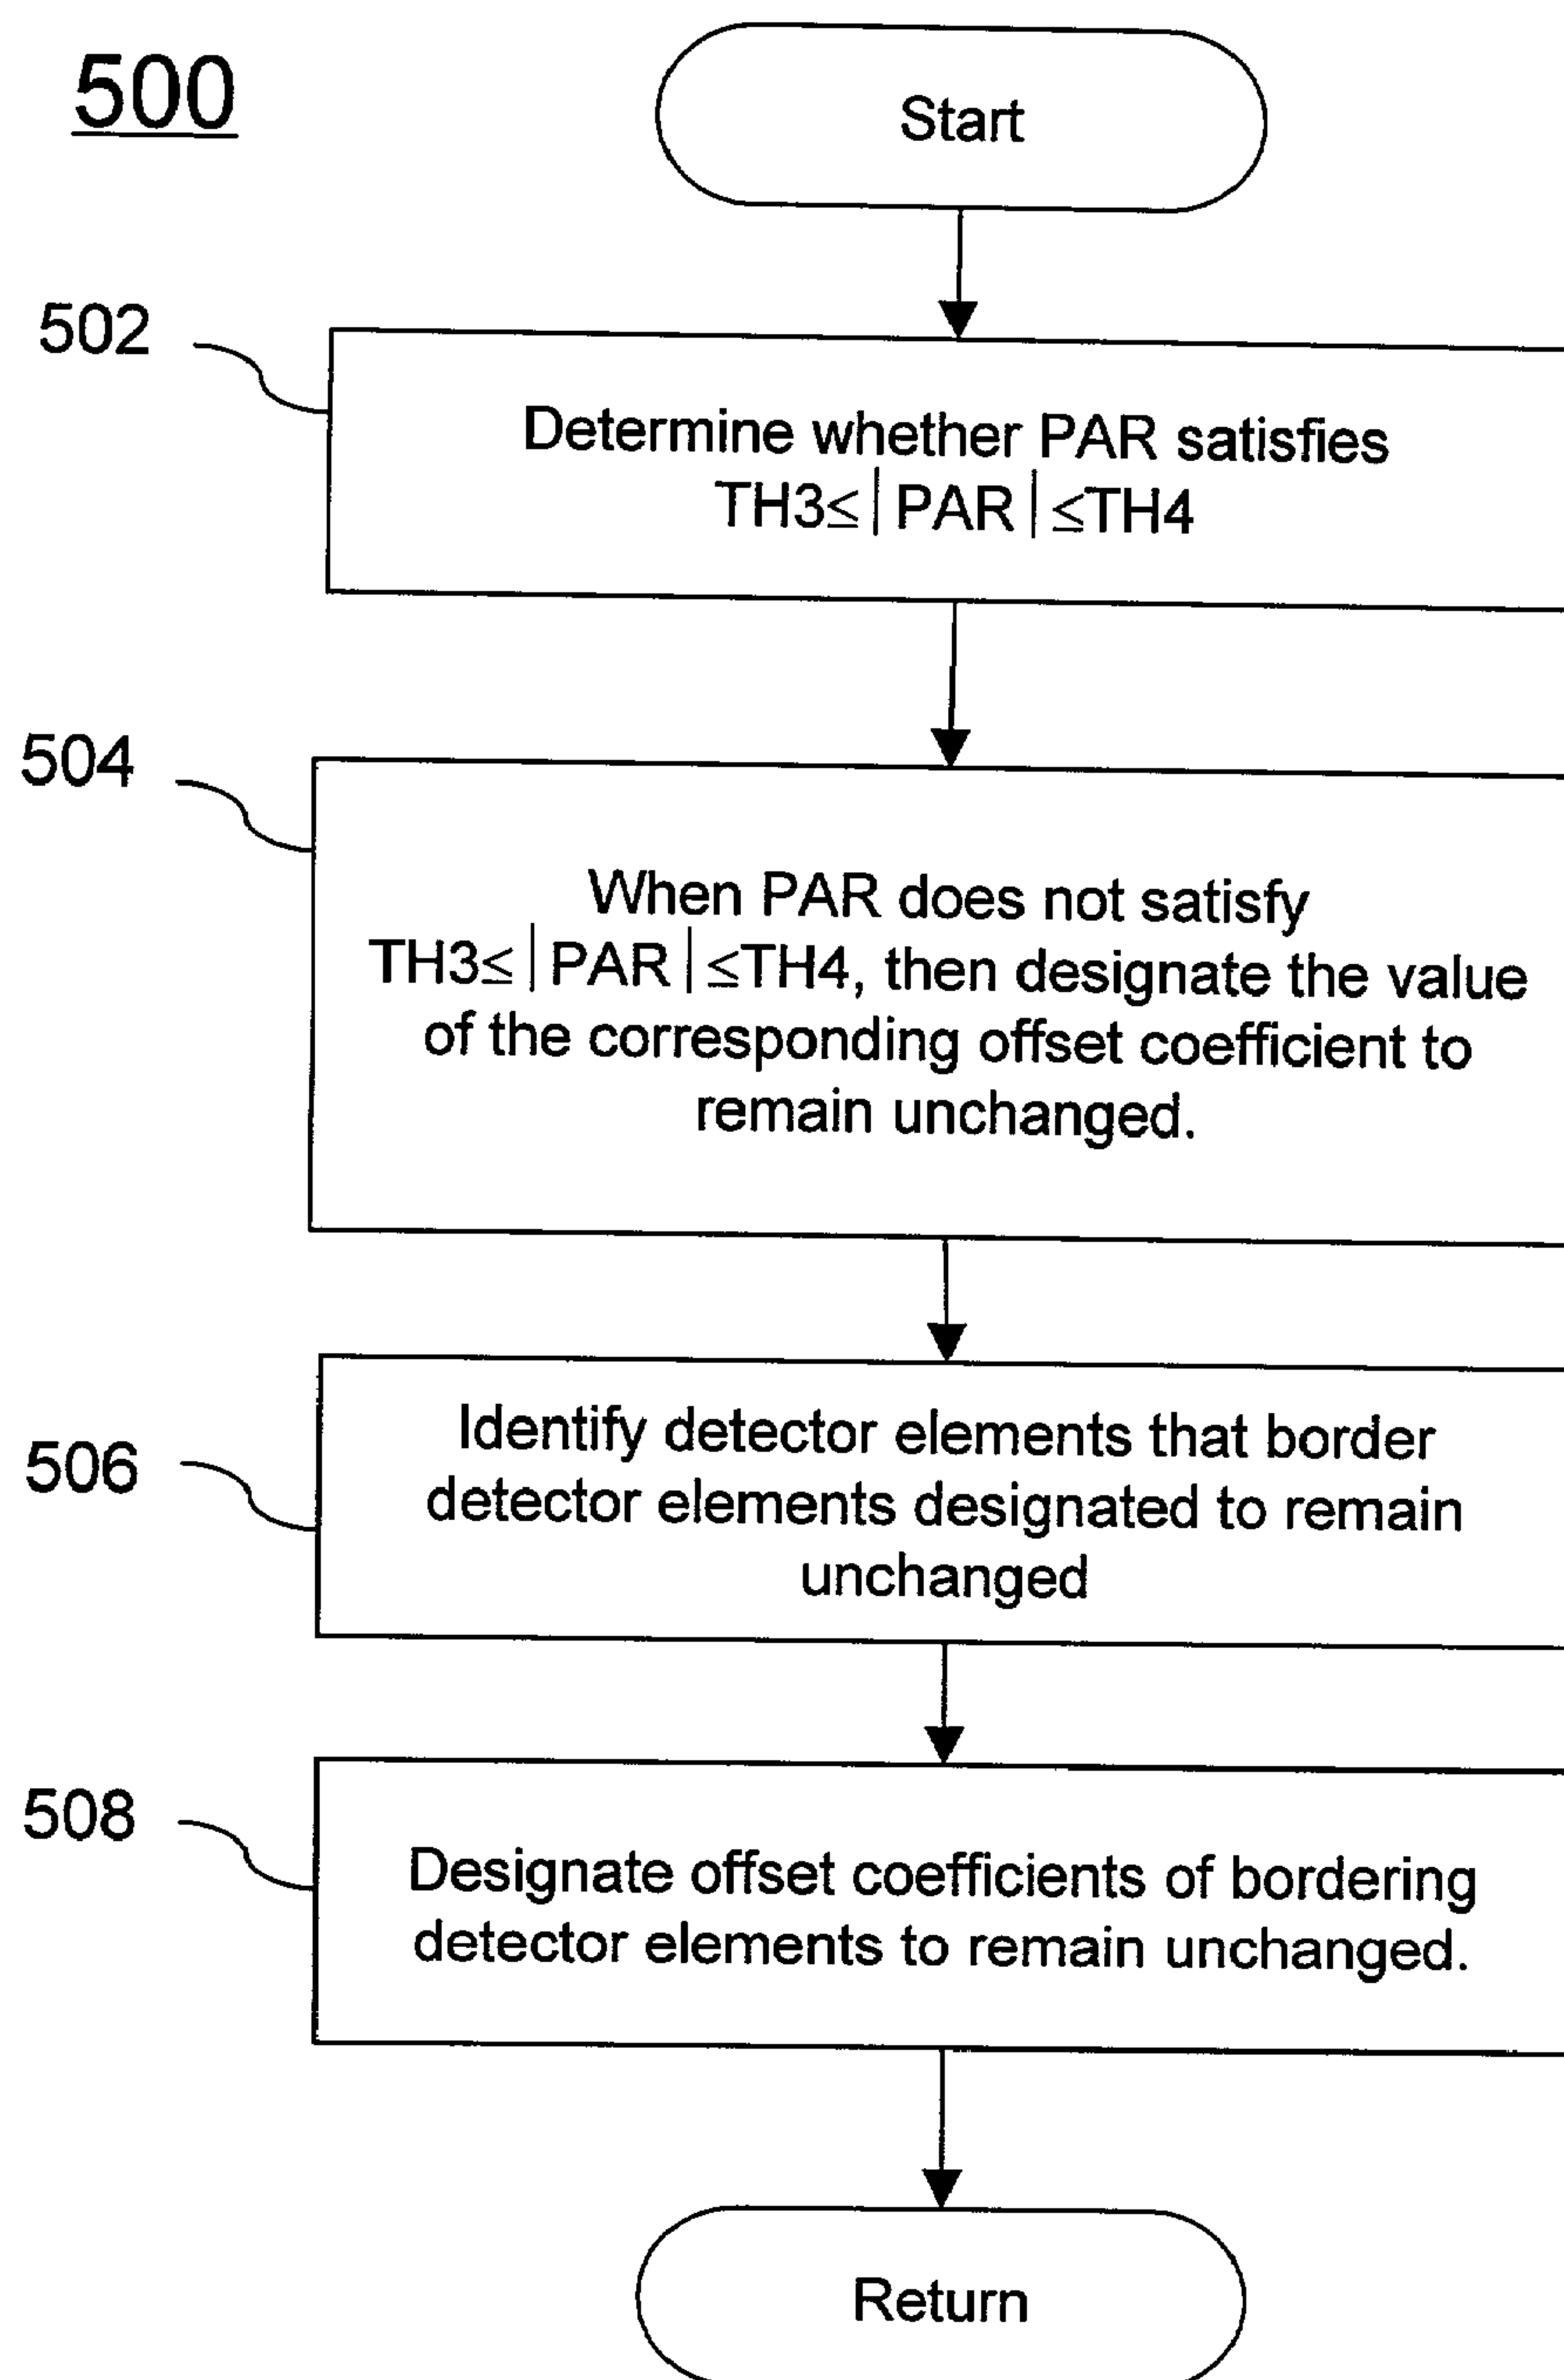 500
Start
502
Determine whether PAR satisfies
TH3≤|PAR|≤TH4
504
When PAR does not satisfy
TH3≤|PAR|≤TH4, then designate the value
of the corresponding offset coefficient to
remain unchanged.
506
Identify detector elements that border
detector elements designated to remain
unchanged
508
Designate offset coefficients of bordering
detector elements to remain unchanged.
Return